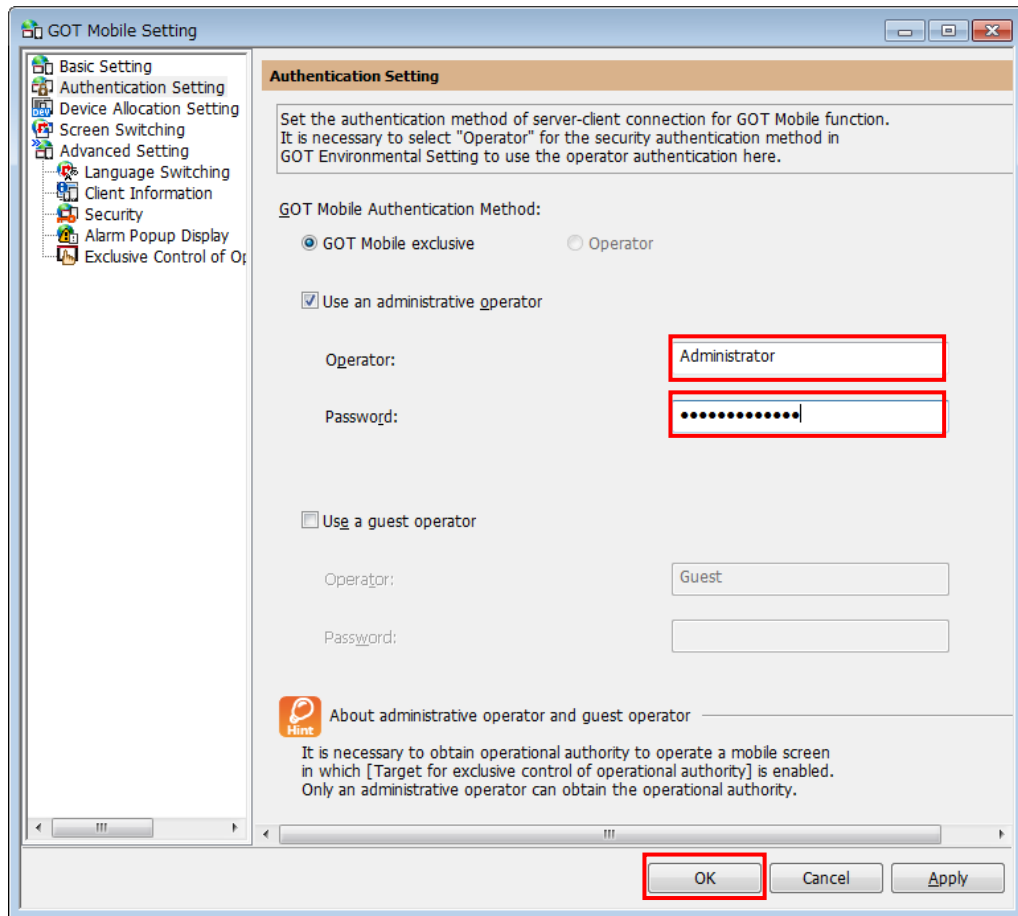 GOT Mobile Setting
Basic Setting
Authentication Setting
Device Allocation Setting
Screen Switching
Advanced Setting
Language Switching
Client Information
Security
Alarm Popup Display
Exclusive Control of Op
Authentication Setting
Set the authentication method of server-client connection for GOT Mobile function.
It is necessary to select "Operator" for the security authentication method in
GOT Environmental Setting to use the operator authentication here.
GOT Mobile Authentication Method:
GOT Mobile exclusive
Operator
Use an administrative operator
Operator:
Administrator
Password:
●●●●●●●●●●●●●
Use a guest operator
Operator:
Guest
Password:
Hint
About administrative operator and guest operator
It is necessary to obtain operational authority to operate a mobile screen
in which [Target for exclusive control of operational authority] is enabled.
Only an administrative operator can obtain the operational authority.
OK
Cancel
Apply